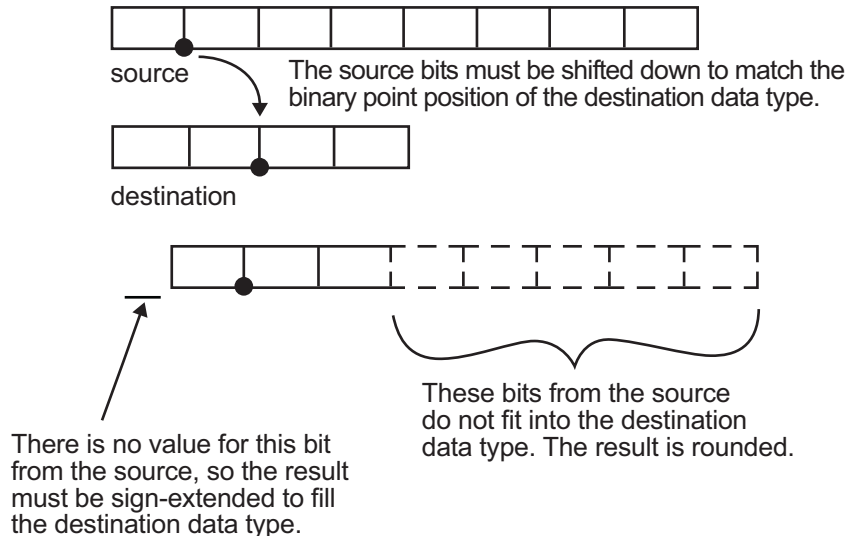 source
The source bits must be shifted down to match the
binary point position of the destination data type.
destination
These bits from the source
do not fit into the destination
data type. The result is rounded.
There is no value for this bit
from the source, so the result
must be sign-extended to fill
the destination data type.